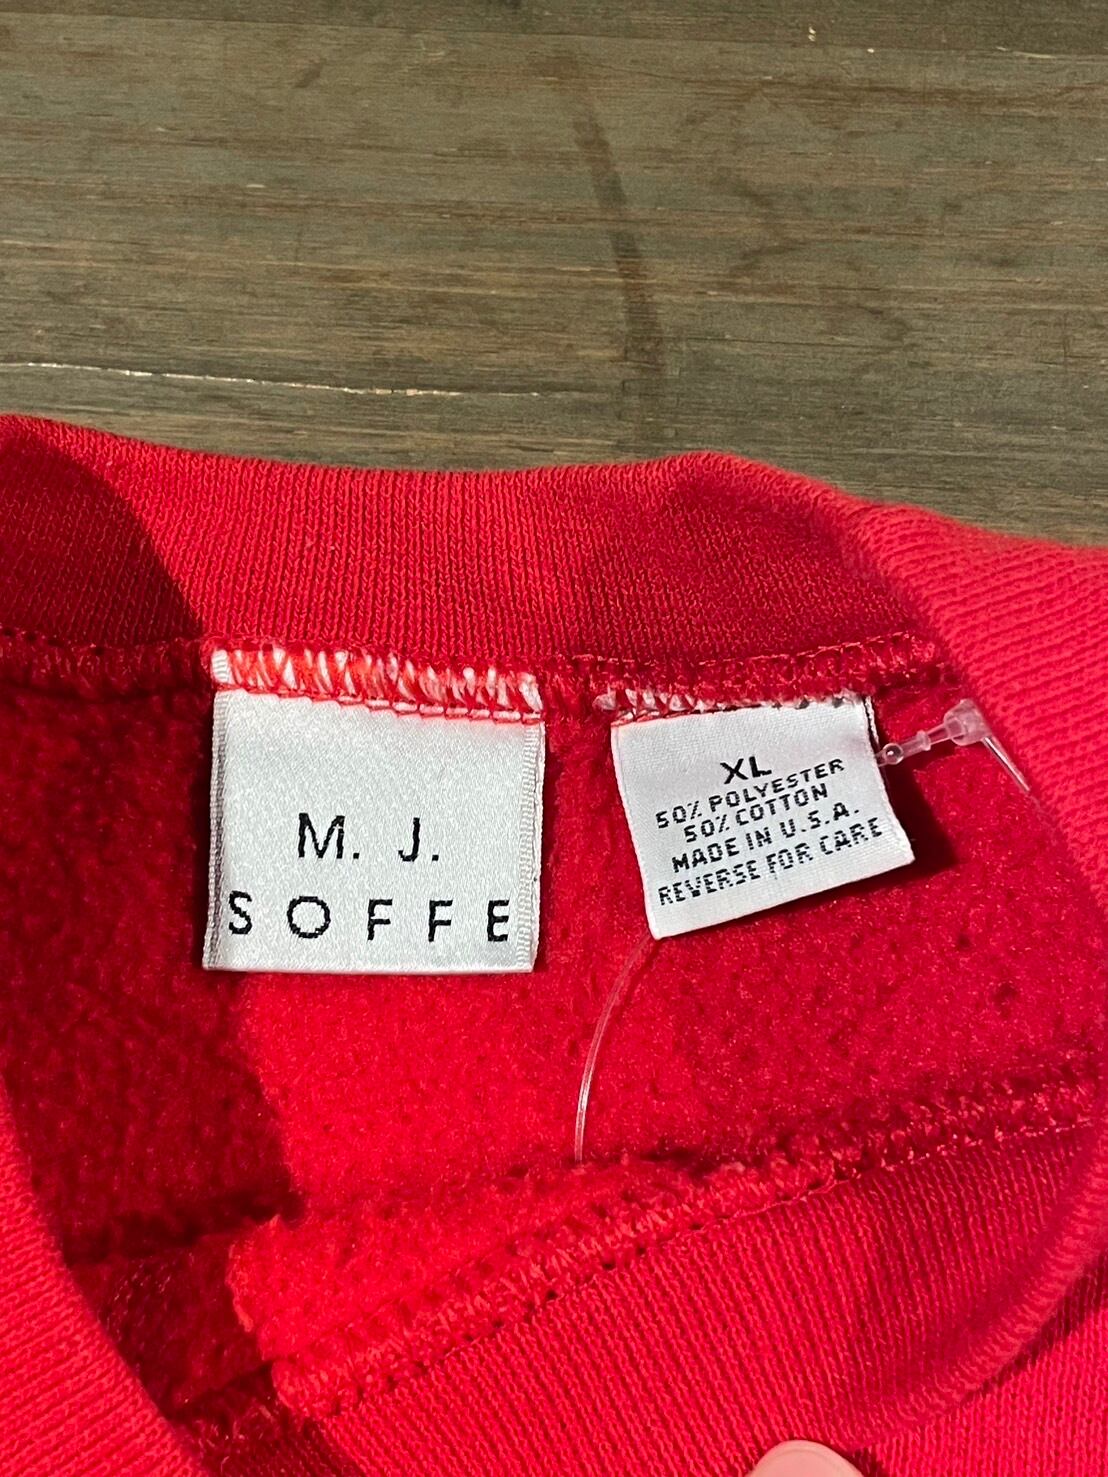 M. J.
SOFFE
XL
50% POLYESTER
50% COTTON
MADE IN U.S.A.
REVERSE FOR CARE